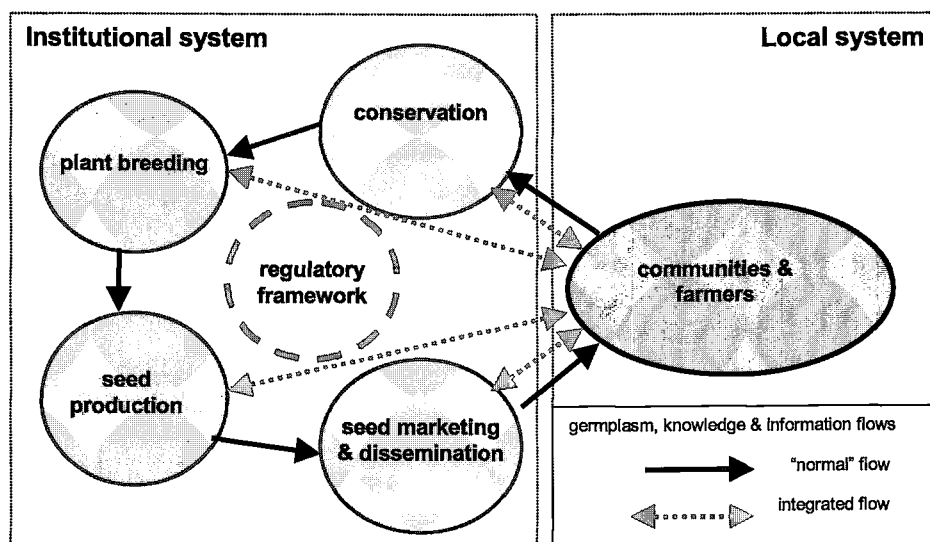 Institutional system
Local system
conservation
plant breeding
regulatory
framework
communities &
farmers
seed
production
seed marketing
& dissemination
germplasm, knowledge & information flows
"normal" flow
integrated flow